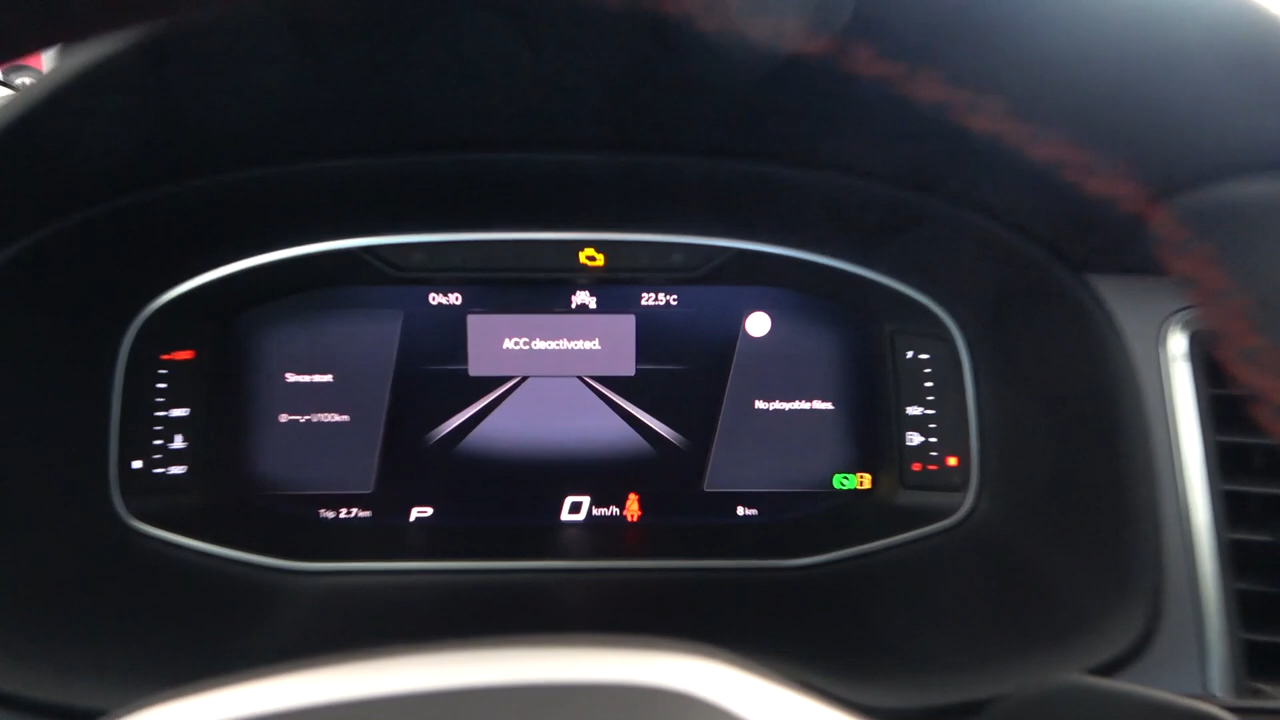 04:10
22.5°C
ACC deactivated.
Since start
No playable files.
Trip 2.7 km
P
0 km/h
8 km